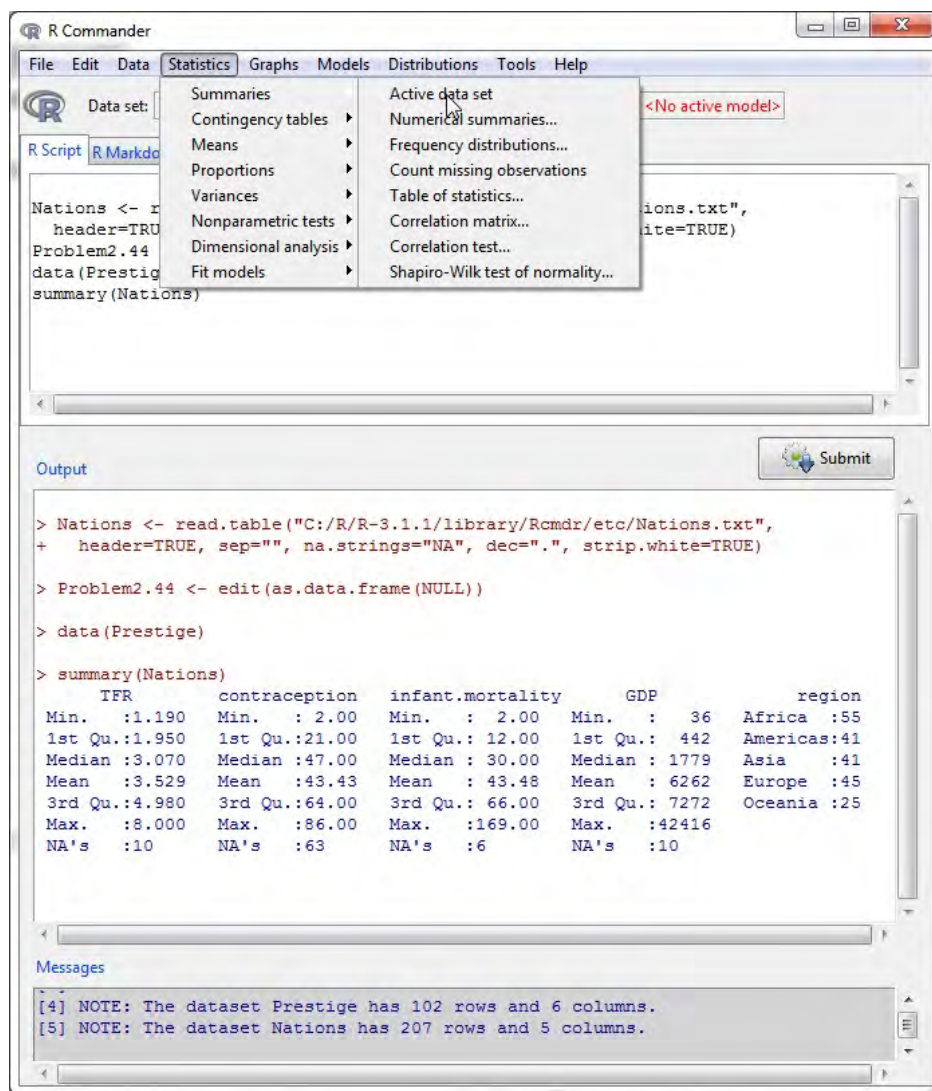 R Commander
File Edit Data Statistics Graphs Models Distributions Tools Help
Data set:
<No active model>
Summaries
Contingency tables
Means
Proportions
Variances
Nonparametric tests
Dimensional analysis
Fit models
Active data set
Numerical summaries...
Frequency distributions...
Count missing observations
Table of statistics...
Correlation matrix...
Correlation test...
Shapiro-Wilk test of normality...
R Script R Markdo
Nations <- r ions.txt",
header=TRU ite=TRUE)
Problem2.44
data(Prestig
summary(Nations)
Submit
Output
> Nations <- read.table("C:/R/R-3.1.1/library/Rcmdr/etc/Nations.txt",
+ header=TRUE, sep="", na.strings="NA", dec=".", strip.white=TRUE)
> Problem2.44 <- edit(as.data.frame(NULL))
> data(Prestige)
> summary(Nations)
TFR contraception infant.mortality GDP region
Min. :1.190 Min. : 2.00 Min. : 2.00 Min. : 36 Africa :55
1st Qu.:1.950 1st Qu.:21.00 1st Qu.: 12.00 1st Qu.: 442 Americas:41
Median :3.070 Median :47.00 Median : 30.00 Median : 1779 Asia :41
Mean :3.529 Mean :43.43 Mean : 43.48 Mean : 6262 Europe :45
3rd Qu.:4.980 3rd Qu.:64.00 3rd Qu.: 66.00 3rd Qu.: 7272 Oceania :25
Max. :8.000 Max. :86.00 Max. :169.00 Max. :42416
NA's :10 NA's :63 NA's :6 NA's :10
Messages
[4] NOTE: The dataset Prestige has 102 rows and 6 columns.
[5] NOTE: The dataset Nations has 207 rows and 5 columns.